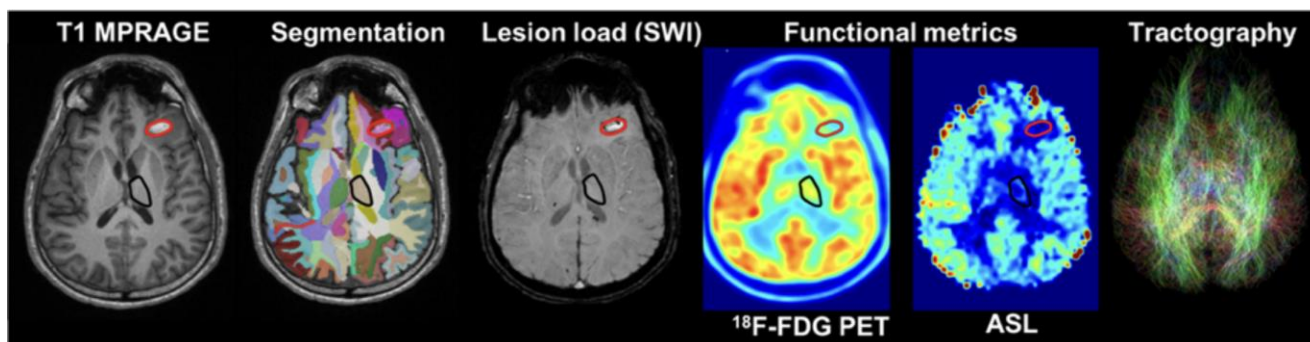 T1 MPRAGE
Segmentation
Lesion load (SWI)
Functional metrics
Tractography
¹⁸F-FDG PET
ASL